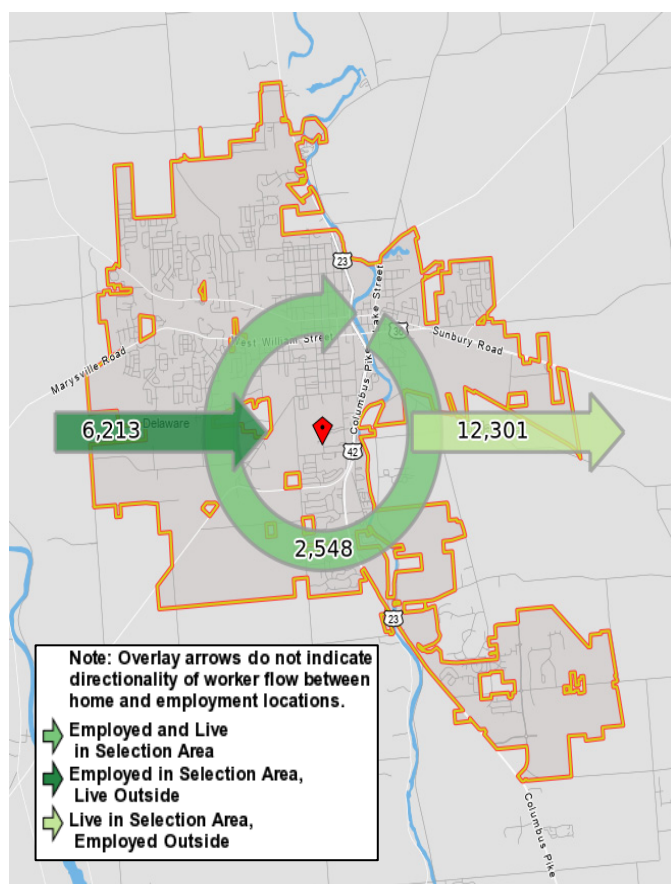 23
Lake Street
36
Sunbury Road
West William Street
Marysville Road
Columbus Pike
6,213
Delaware
12,301
42
2,548
23
Note: Overlay arrows do not indicate
directionality of worker flow between
home and employment locations.
Employed and Live
in Selection Area
Employed in Selection Area,
Live Outside
Live in Selection Area,
Employed Outside
Columbus
Pike